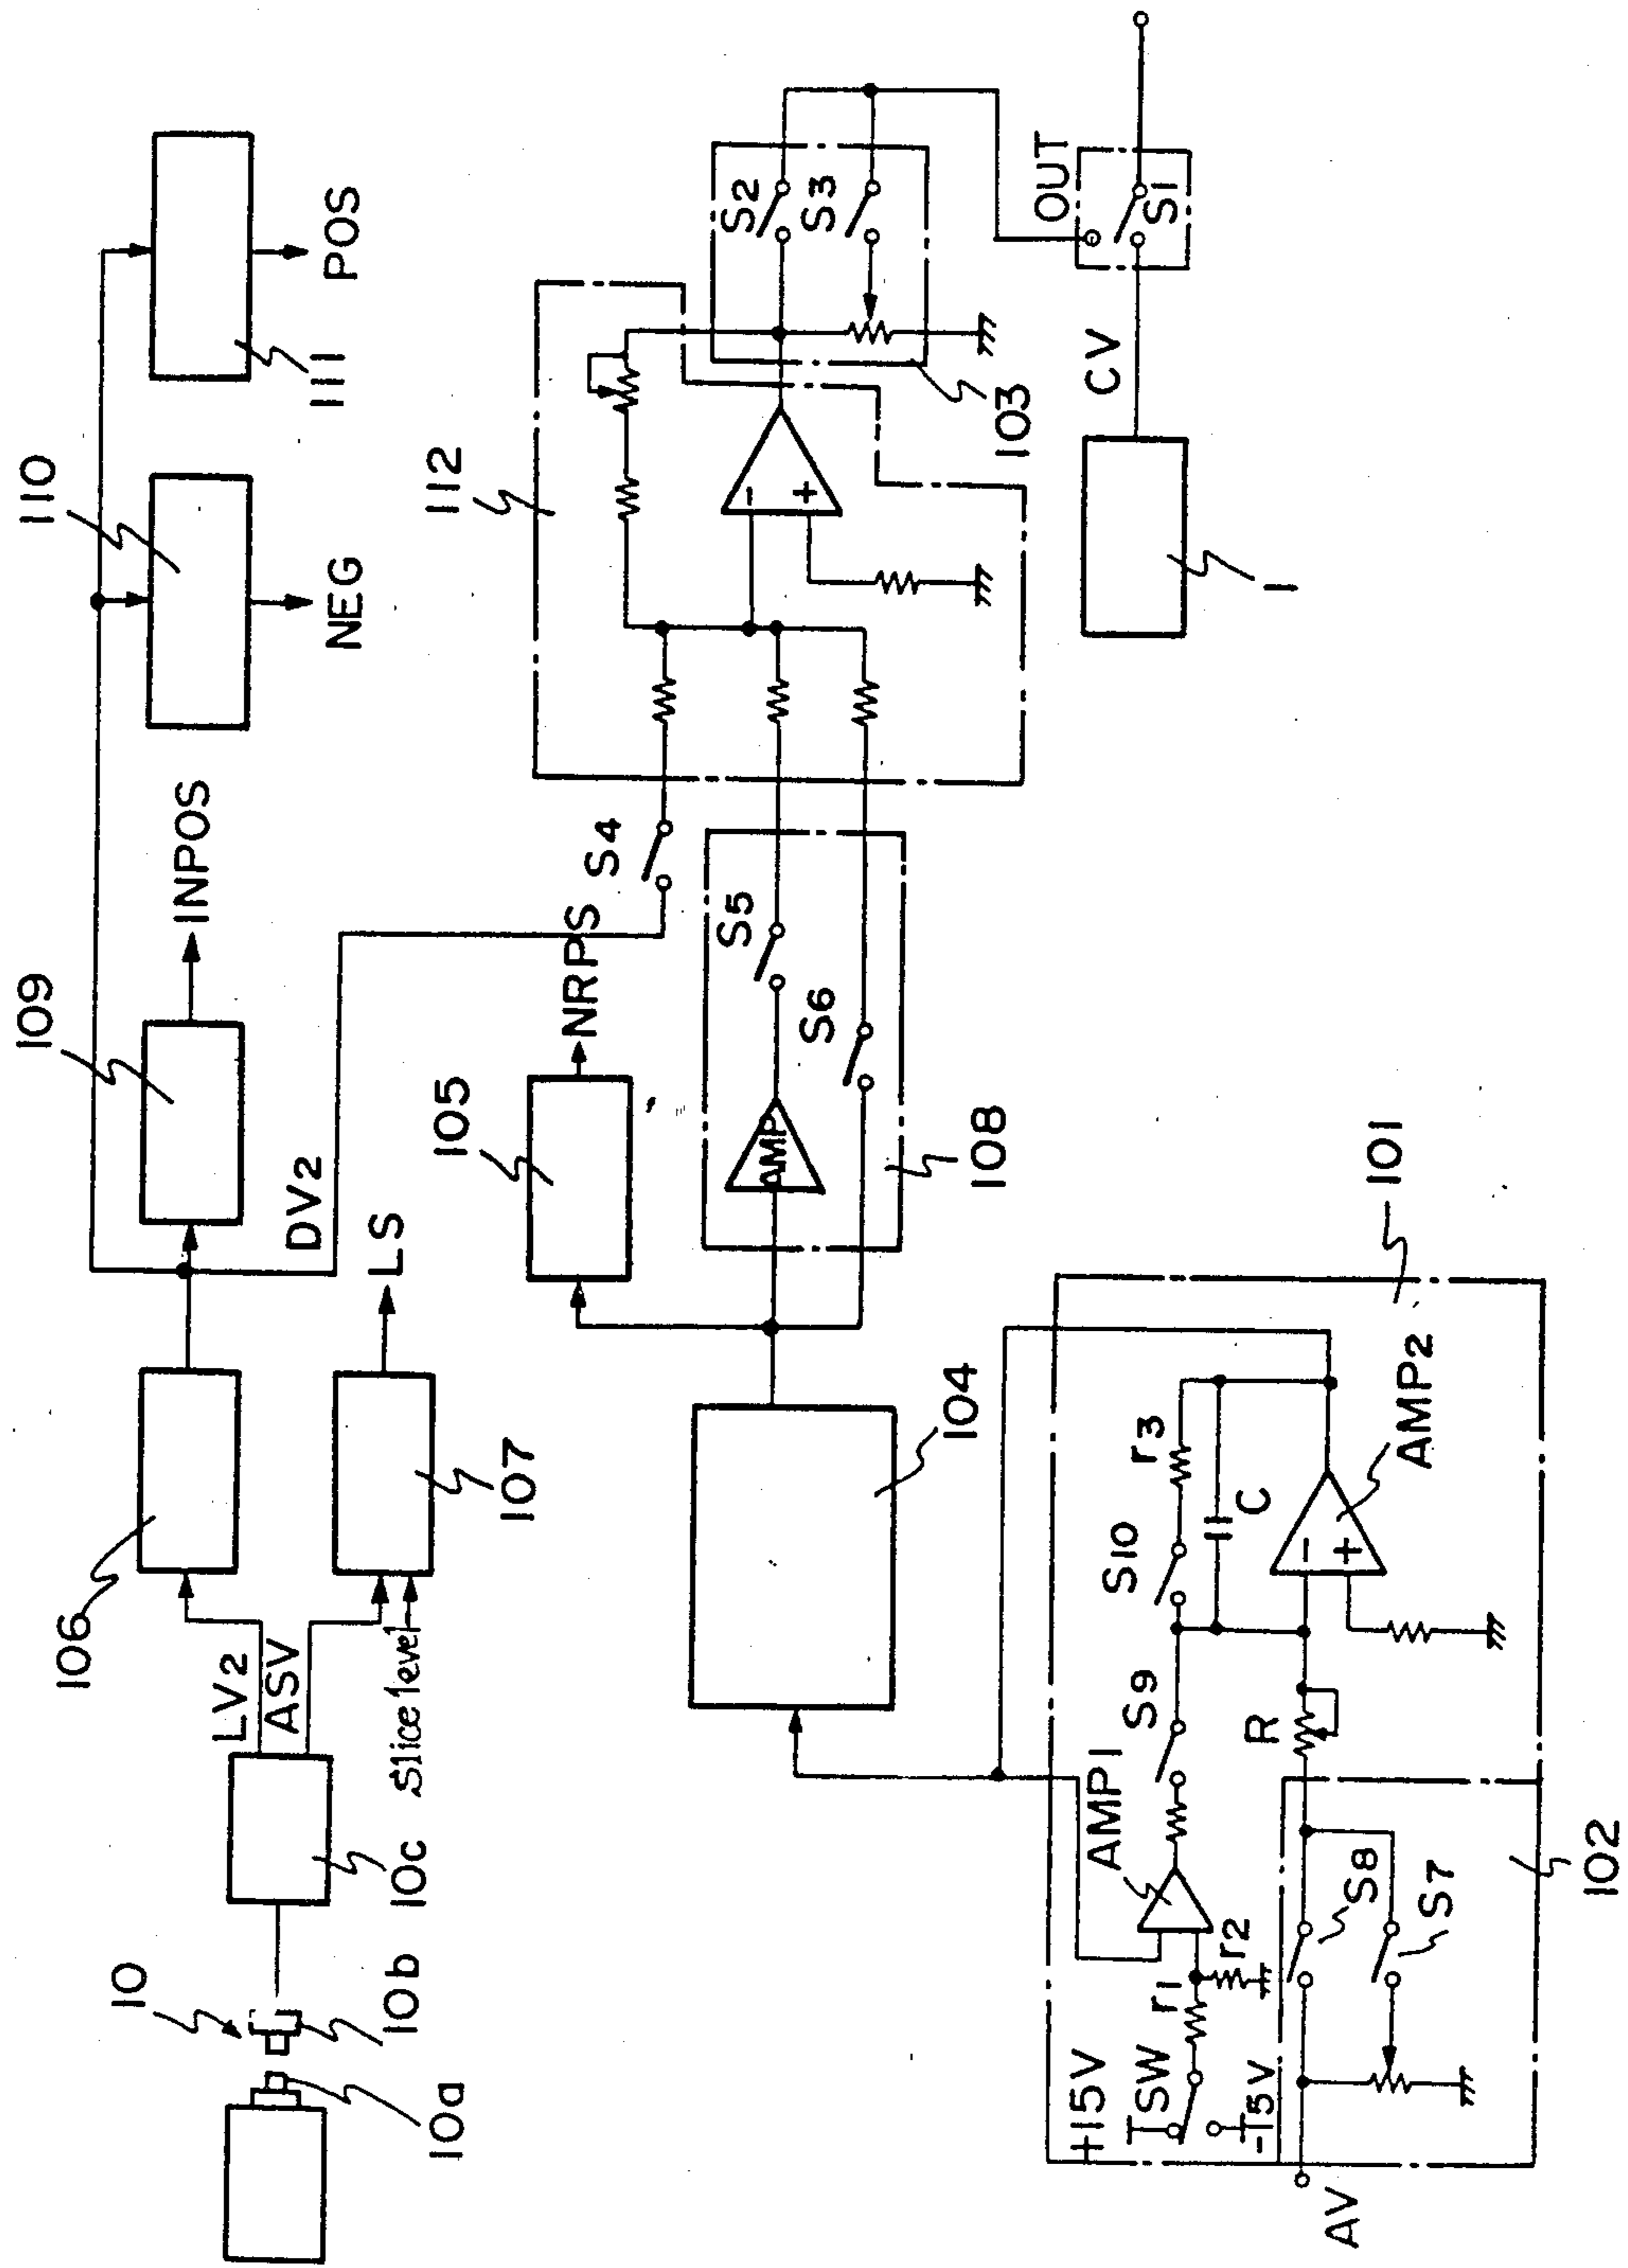 110
111
POS
NEG
109
INPOS
106
LV2
ASV
DV2
107
LS
Slice level
10
10a
10b
10c
112
S2
S3
103
OUT
S1
CV
1
S4
NRPS
105
S5
S6
AMP
108
104
101
AMP2
r3
S10
C
S9
R
AMP1
r1
r2
+15V
SW
-15V
S8
S7
102
AV
-
+
-
+